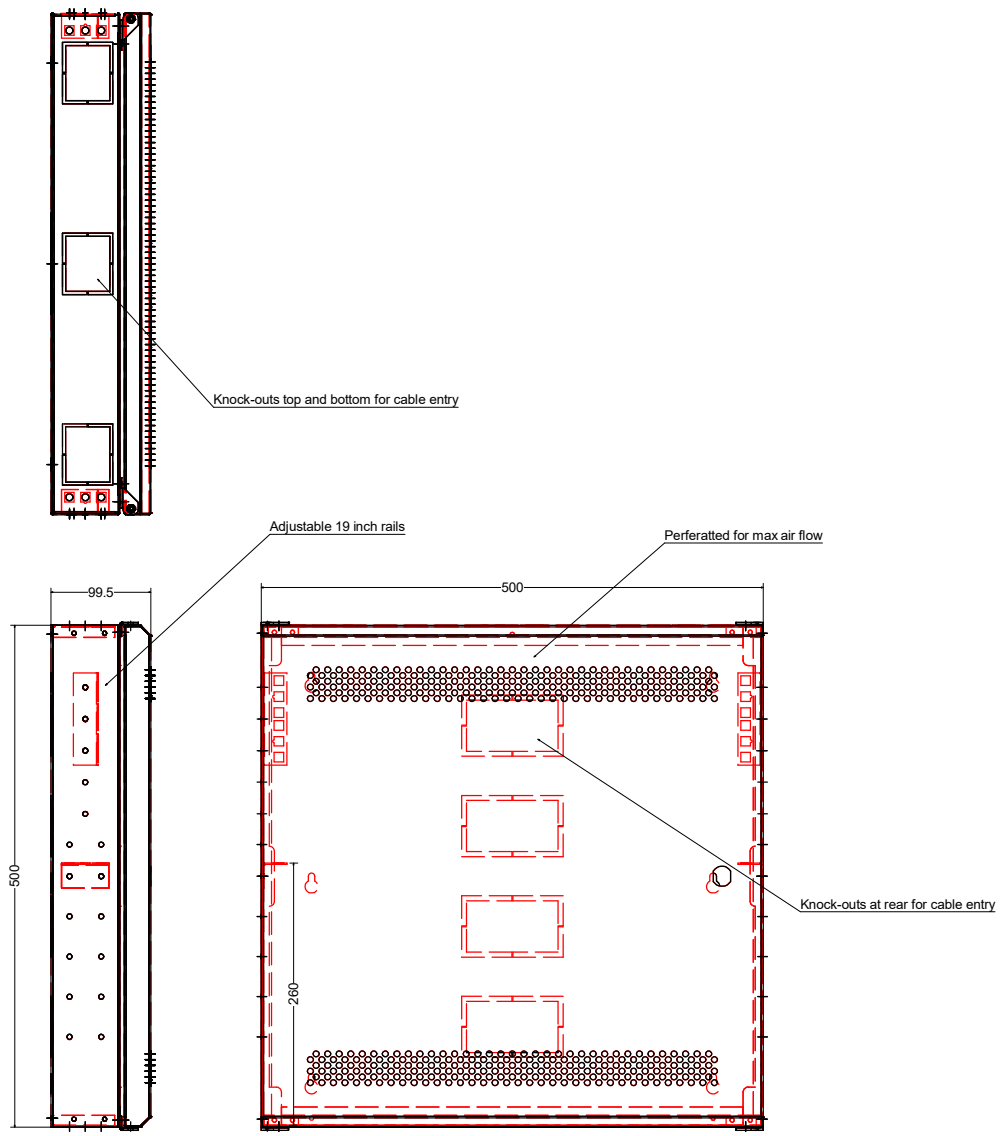 Knock-outs top and bottom for cable entry
Adjustable 19 inch rails
Perferatted for max air flow
99.5
500
500
260
Knock-outs at rear for cable entry